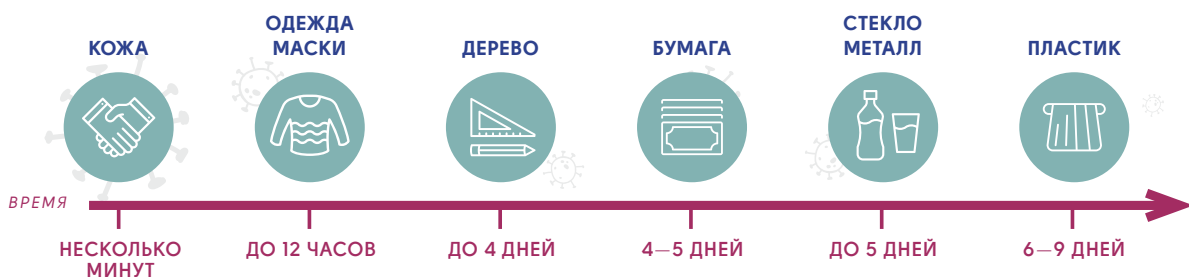 КОЖА
ОДЕЖДА
МАСКИ
ДЕРЕВО
БУМАГА
СТЕКЛО
МЕТАЛЛ
ПЛАСТИК
ВРЕМЯ
НЕСКОЛЬКО
МИНУТ
ДО 12 ЧАСОВ
ДО 4 ДНЕЙ
4—5 ДНЕЙ
ДО 5 ДНЕЙ
6—9 ДНЕЙ